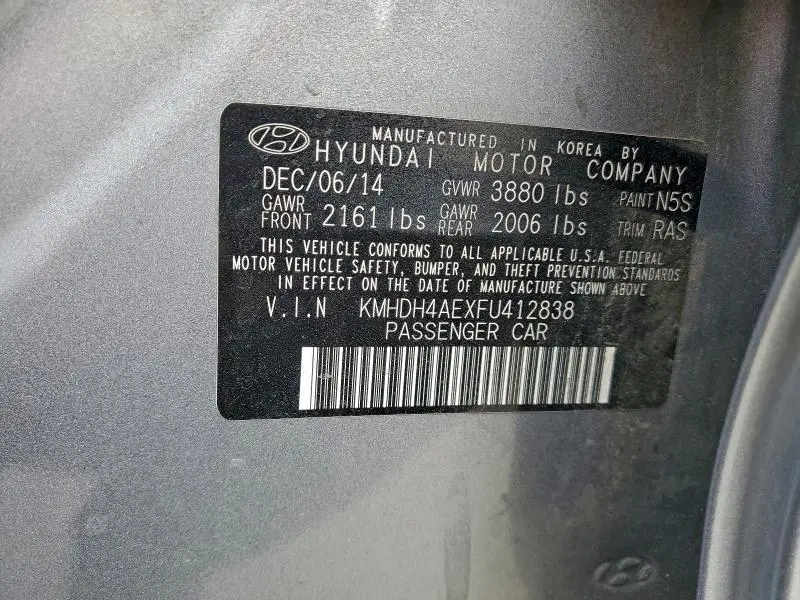 MANUFACTURED IN KOREA BY
HYUNDAI MOTOR COMPANY
DEC/06/14 GVWR 3880 lbs PAINT N5S
GAWR FRONT 2161 lbs GAWR REAR 2006 lbs TRIM RAS
THIS VEHICLE CONFORMS TO ALL APPLICABLE U.S.A. FEDERAL
MOTOR VEHICLE SAFETY, BUMPER, AND THEFT PREVENTION STANDARDS
IN EFFECT ON THE DATE OF MANUFACTURE SHOWN ABOVE
V.I.N KMHDH4AEXFU412838
PASSENGER CAR